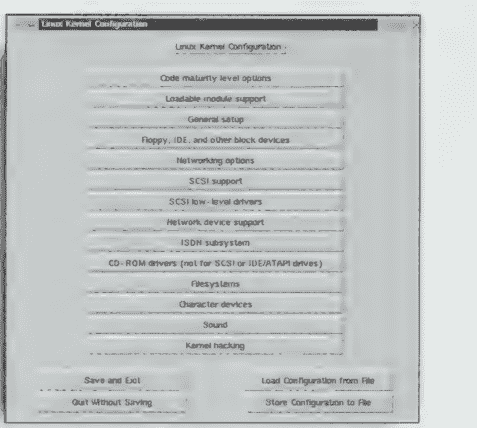 Linux Kernel Configuration
Linux Kernel Configuration
Code maturity level options
Loadable module support
General setup
Floppy, IDE, and other block devices
Networking options
SCSI support
SCSI low-level drivers
Network device support
ISDN subsystem
CD-ROM drivers (not for SCSI or IDE/ATAPI drives)
Filesystems
Character devices
Sound
Kernel hacking
Save and Exit
Load Configuration from File
Quit Without Saving
Store Configuration to File